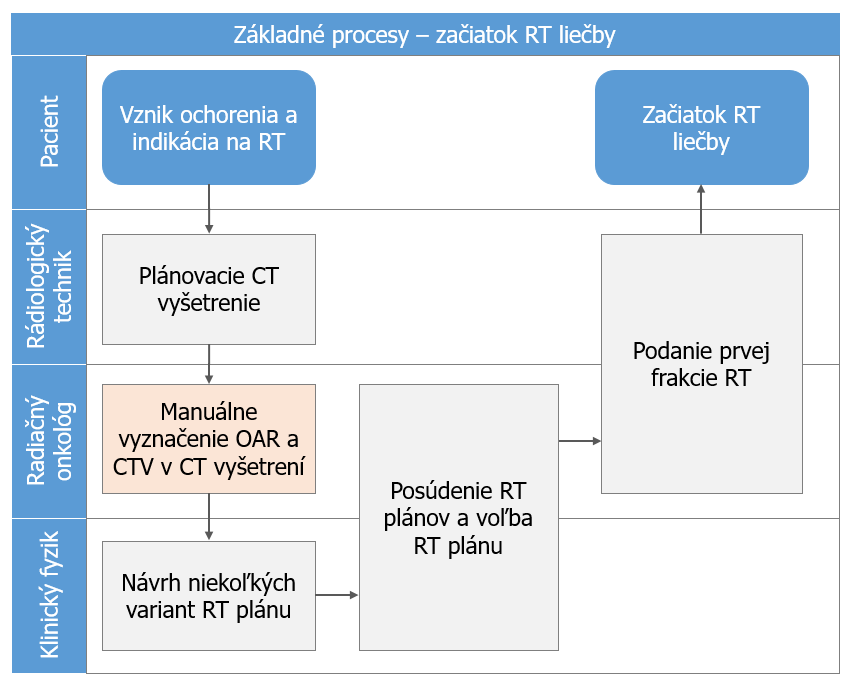 Základné procesy – začiatok RT liečby
Pacient
Vznik ochorenia a
indikácia na RT
Začiatok RT
liečby
Rádiologický
technik
Plánovacie CT
vyšetrenie
Podanie prvej
frakcie RT
Radiačný
onkológ
Manuálne
vyznačenie OAR a
CTV v CT vyšetrení
Posúdenie RT
plánov a voľba
RT plánu
Klinický fyzik
Návrh niekoľkých
variant RT plánu